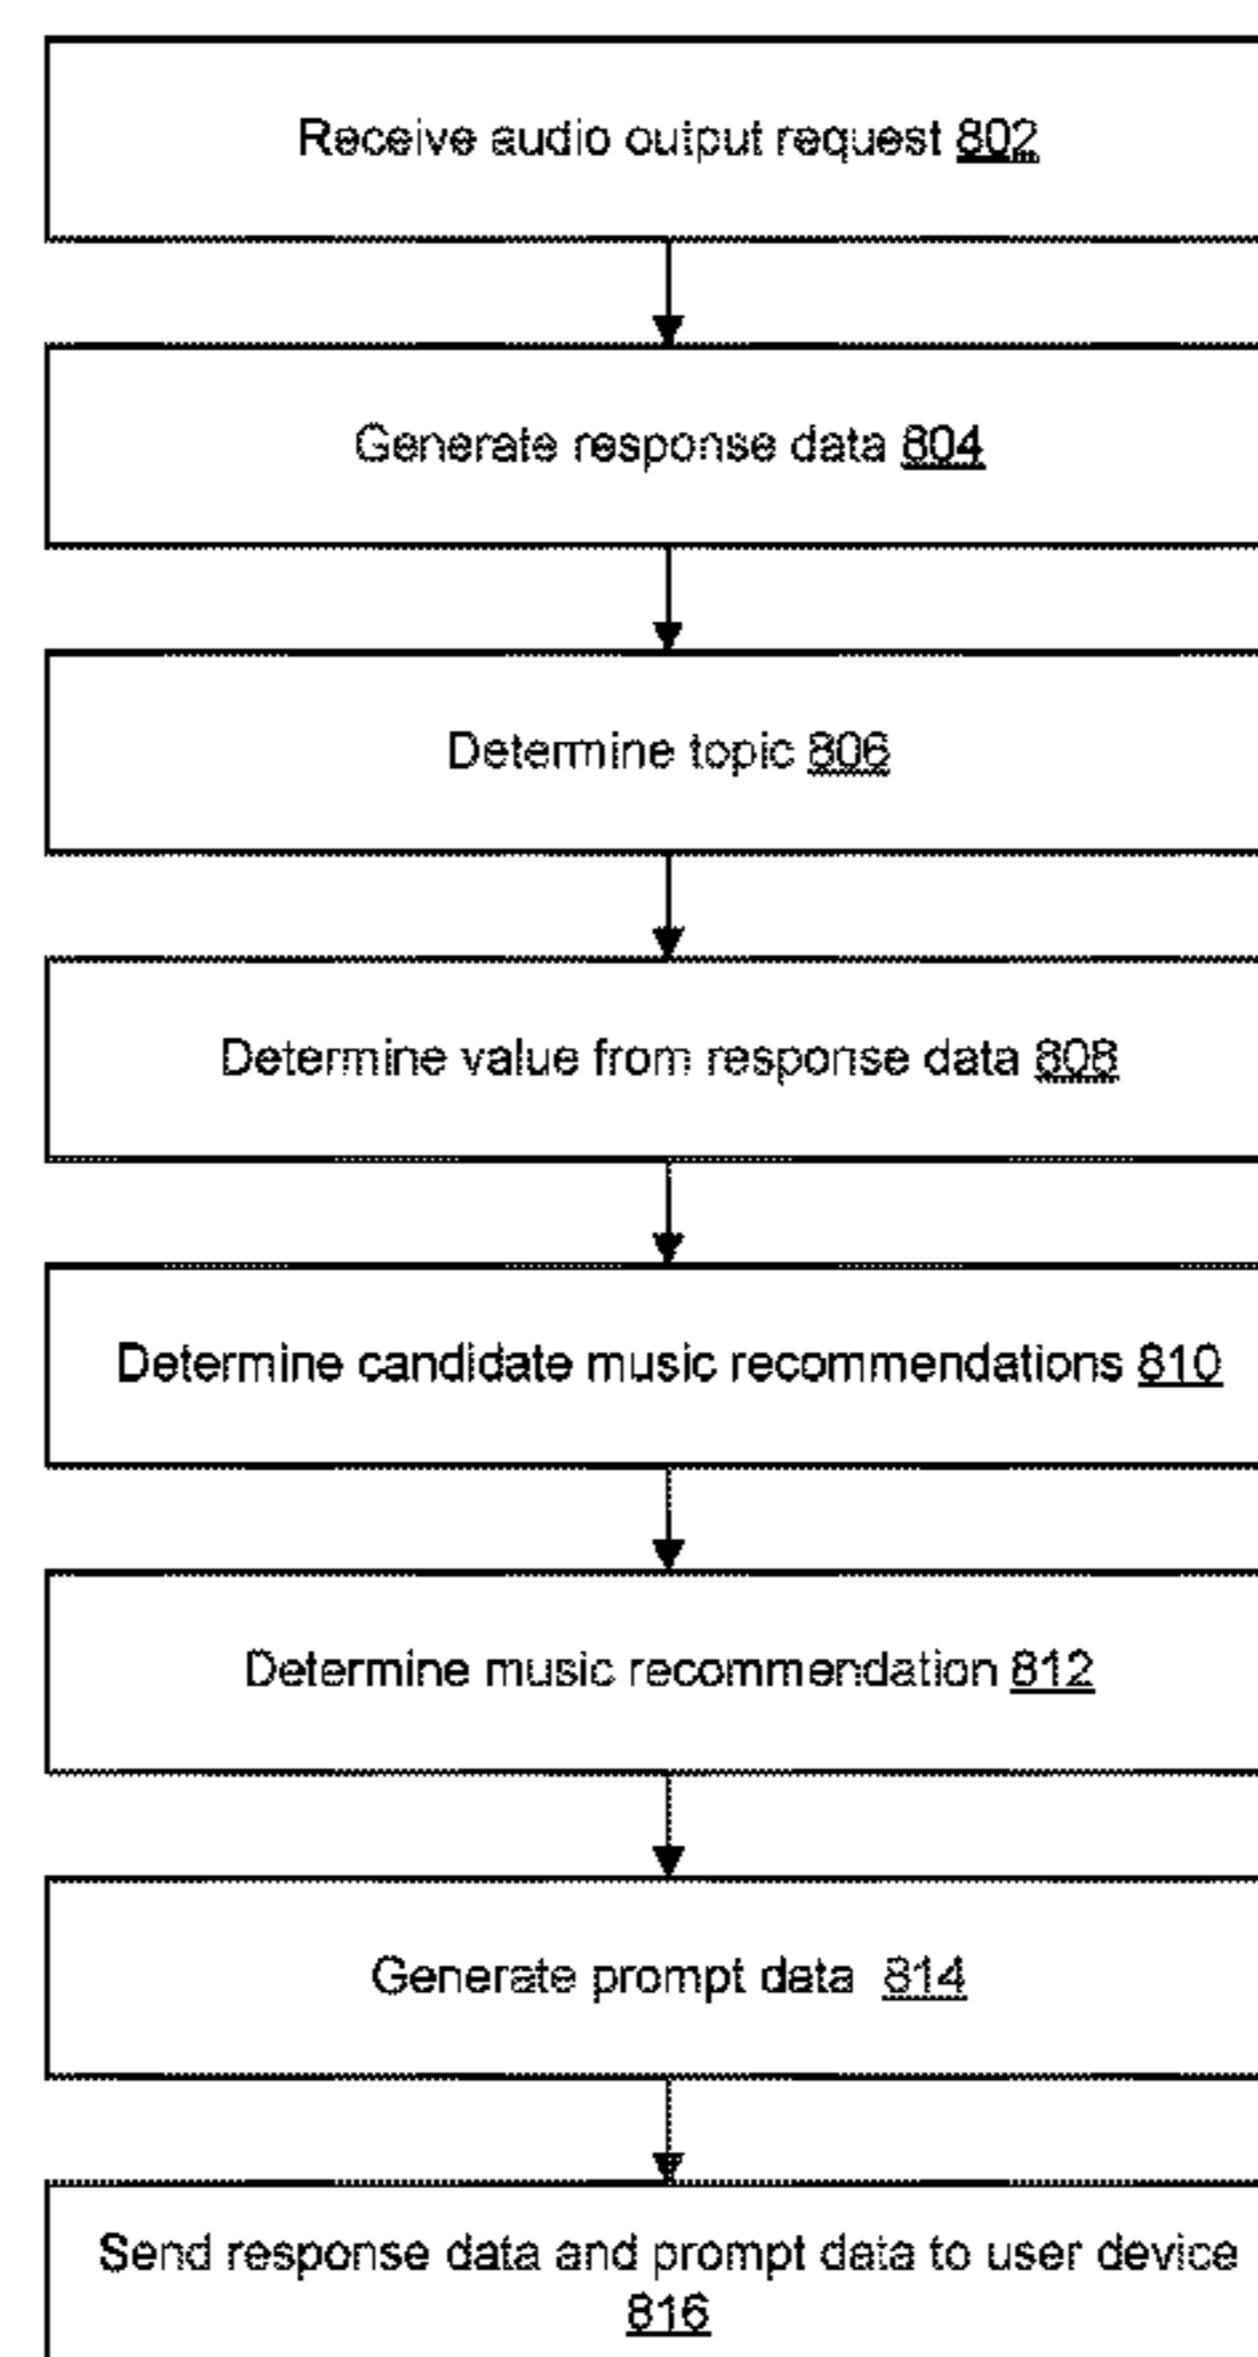 Receive audio output request 802
Generate response data 804
Determine topic 806
Determine value from response data 808
Determine candidate music recommendations 810
Determine music recommendation 812
Generate prompt data 814
Send response data and prompt data to user device
816